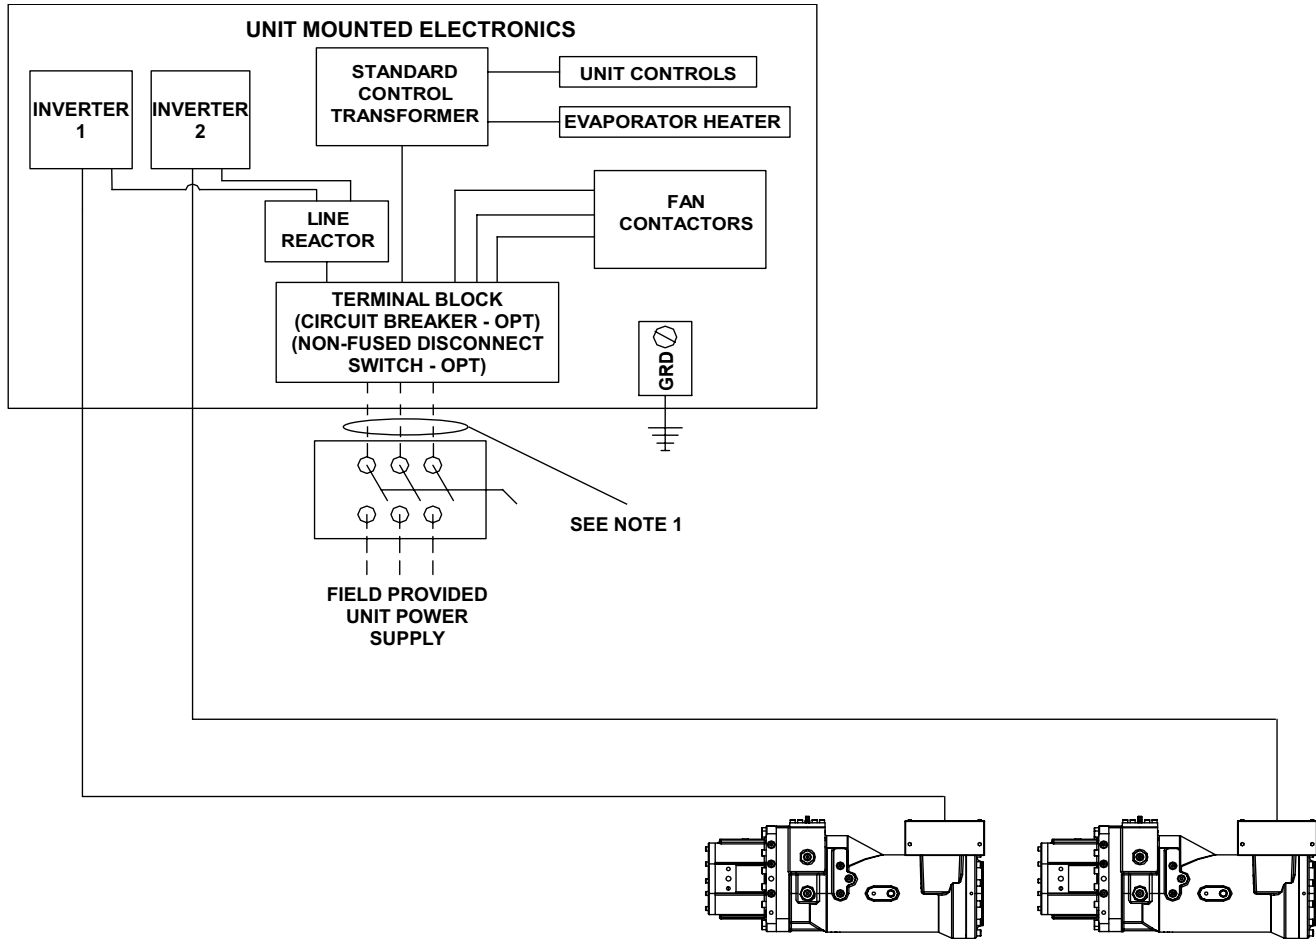 UNIT MOUNTED ELECTRONICS
INVERTER
1
INVERTER
2
STANDARD
CONTROL
TRANSFORMER
UNIT CONTROLS
EVAPORATOR HEATER
FAN
CONTACTORS
LINE
REACTOR
TERMINAL BLOCK
(CIRCUIT BREAKER - OPT)
(NON-FUSED DISCONNECT
SWITCH - OPT)
GRD
SEE NOTE 1
FIELD PROVIDED
UNIT POWER
SUPPLY